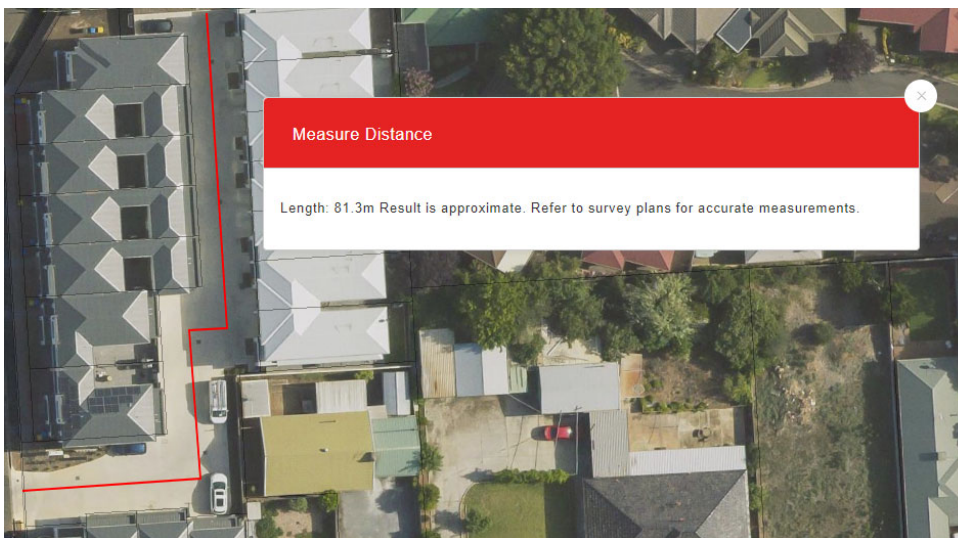 Measure Distance
Length: 81.3m Result is approximate. Refer to survey plans for accurate measurements.